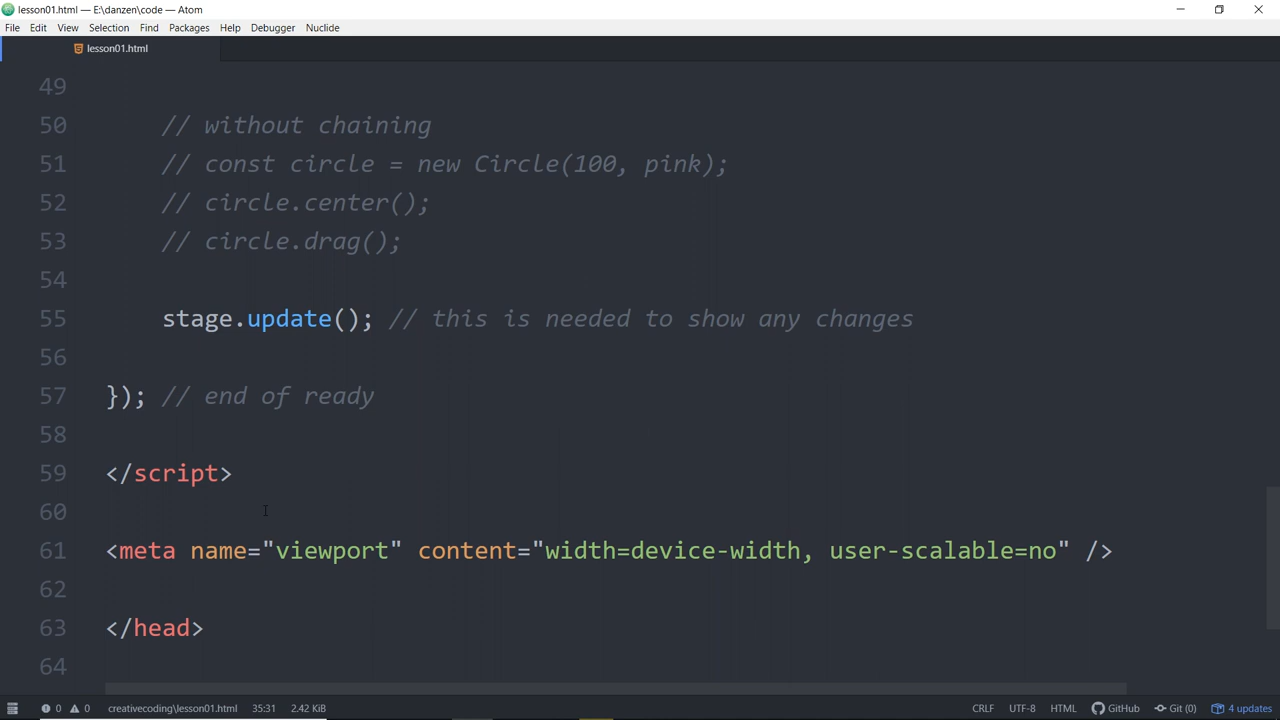 lesson01.html — E:\danzen\code — Atom
File Edit View Selection Find Packages Help Debugger Nuclide
lesson01.html
49
50 // without chaining
51 // const circle = new Circle(100, pink);
52 // circle.center();
53 // circle.drag();
54
55 stage.update(); // this is needed to show any changes
56
57 }); // end of ready
58
59 </script>
60
61 <meta name="viewport" content="width=device-width, user-scalable=no" />
62
63 </head>
64
0 0 creativecoding\lesson01.html 35:31 2.42 KiB CRLF UTF-8 HTML GitHub Git (0) 4 updates